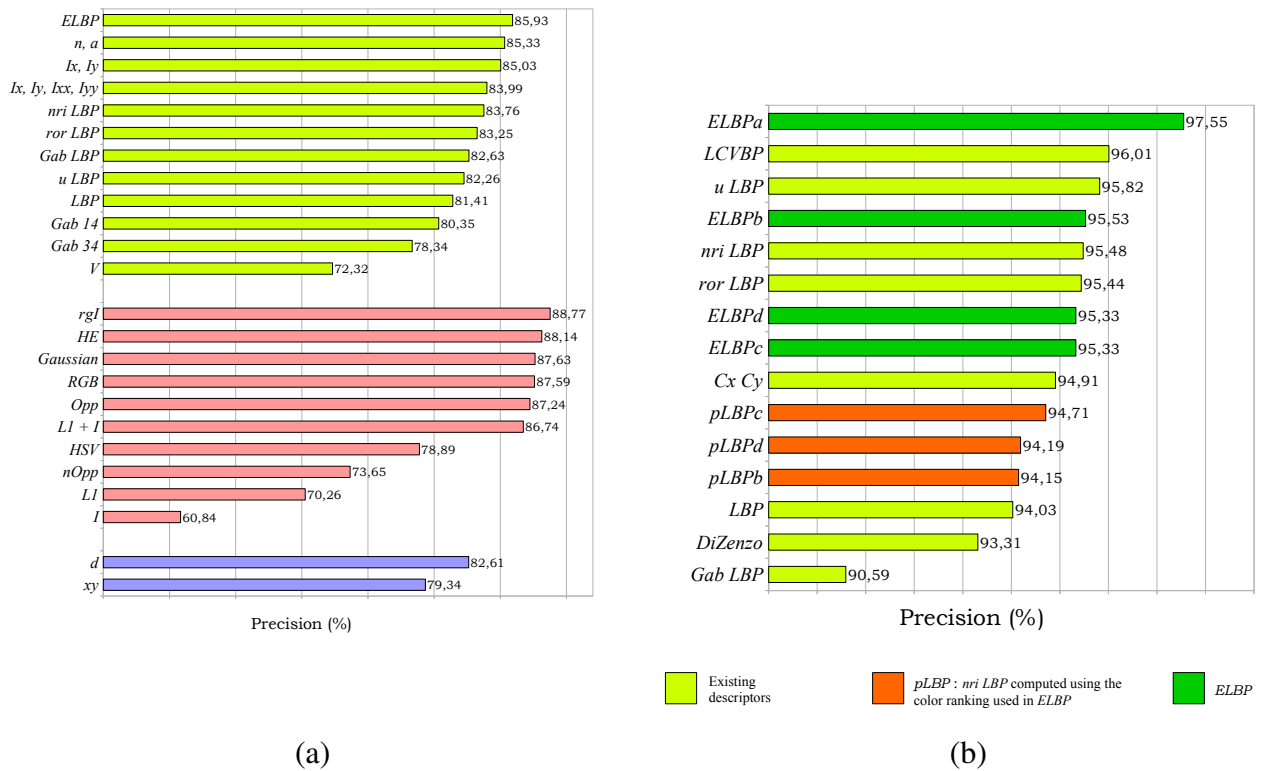 ELBP 85,93
n, a 85,33
Ix, Iy 85,03
Ix, Iy, Ixx, Iyy 83,99
nri LBP 83,76
ror LBP 83,25
Gab LBP 82,63
u LBP 82,26
LBP 81,41
Gab 14 80,35
Gab 34 78,34
V 72,32
rgI 88,77
HE 88,14
Gaussian 87,63
RGB 87,59
Opp 87,24
L1 + I 86,74
HSV 78,89
nOpp 73,65
L1 70,26
I 60,84
d 82,61
xy 79,34
Precision (%)
(a)
ELBPa 97,55
LCVBP 96,01
u LBP 95,82
ELBPb 95,53
nri LBP 95,48
ror LBP 95,44
ELBPd 95,33
ELBPc 95,33
Cx Cy 94,91
pLBPc 94,71
pLBPd 94,19
pLBPb 94,15
LBP 94,03
DiZenzo 93,31
Gab LBP 90,59
Precision (%)
Existing
descriptors
pLBP : nri LBP computed using the
color ranking used in ELBP
ELBP
(b)